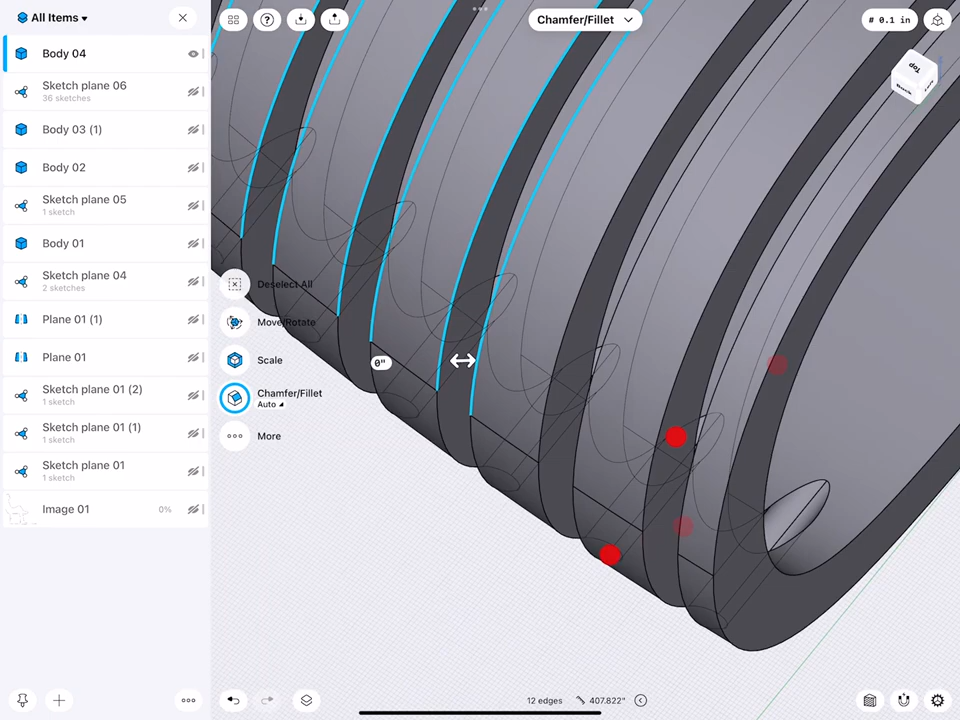 All Items ▾
Chamfer/Fillet
# 0.1 in
Body 04
Top
Back
Left
Sketch plane 06
36 sketches
Body 03 (1)
Body 02
Sketch plane 05
1 sketch
Body 01
Sketch plane 04
2 sketches
Deselect All
Plane 01 (1)
Move/Rotate
Plane 01
Scale
0"
Sketch plane 01 (2)
1 sketch
Chamfer/Fillet
Auto
Sketch plane 01 (1)
1 sketch
More
Sketch plane 01
1 sketch
Image 01
0%
12 edges
407.822"